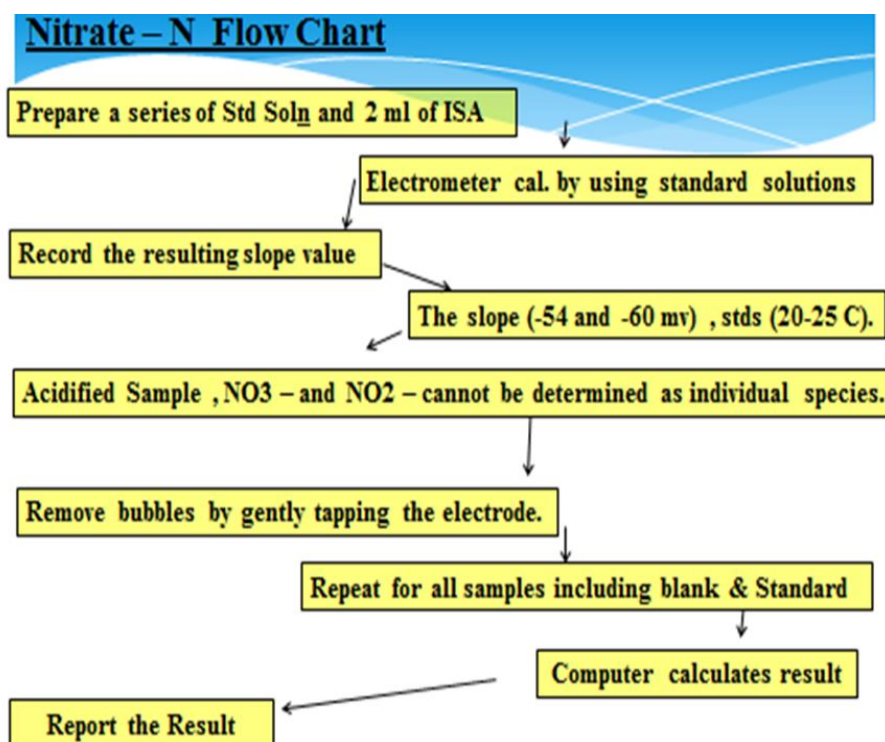 Nitrate – N Flow Chart
Prepare a series of Std Soln and 2 ml of ISA
Electrometer cal. by using standard solutions
Record the resulting slope value
The slope (-54 and -60 mv) , stds (20-25 C).
Acidified Sample , NO3 – and NO2 – cannot be determined as individual species.
Remove bubbles by gently tapping the electrode.
Repeat for all samples including blank & Standard
Computer calculates result
Report the Result